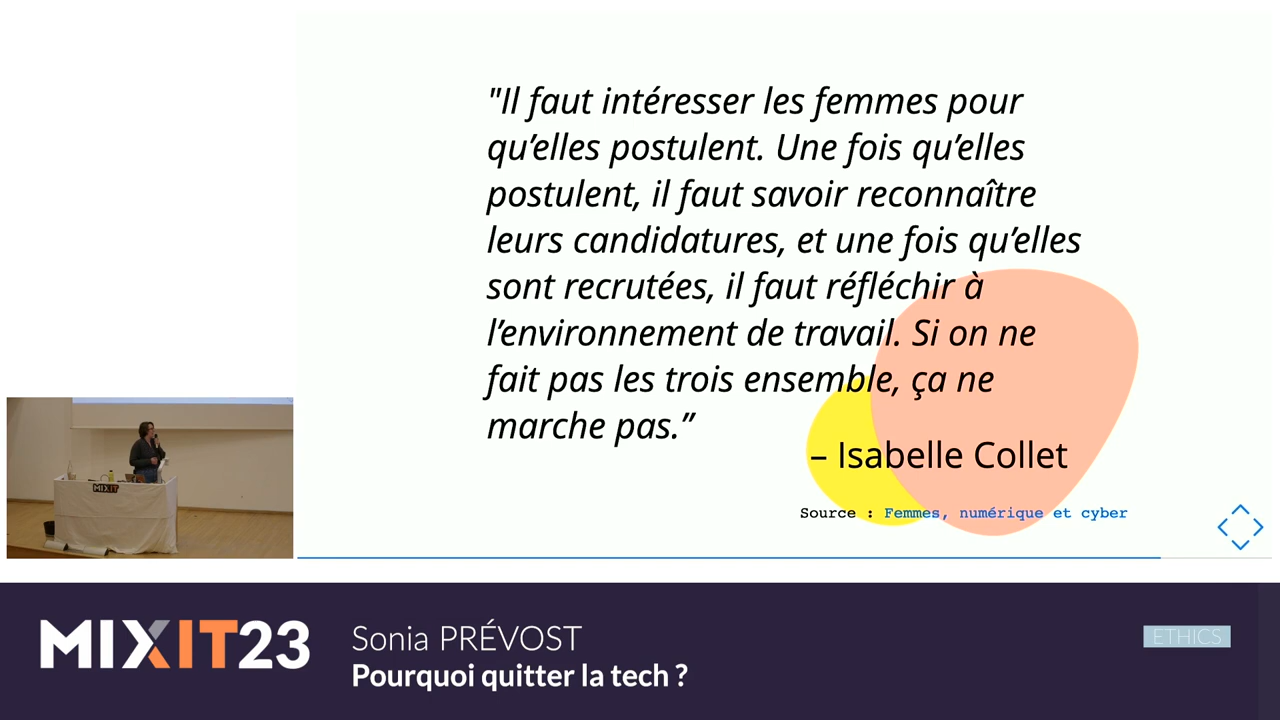 "Il faut intéresser les femmes pour
qu’elles postulent. Une fois qu’elles
postulent, il faut savoir reconnaître
leurs candidatures, et une fois qu’elles
sont recrutées, il faut réfléchir à
l’environnement de travail. Si on ne
fait pas les trois ensemble, ça ne
marche pas.”
– Isabelle Collet
Source : Femmes, numérique et cyber
MIXIT
MIXIT23
Sonia PRÉVOST
Pourquoi quitter la tech ?
ETHICS